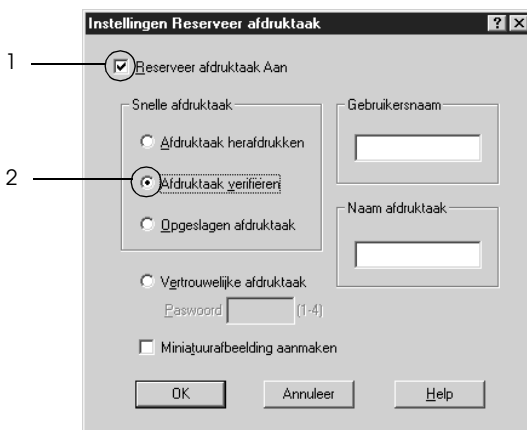 Instellingen Reserveer afdruktaak
1
Reserveer afdruktaak Aan
Snelle afdruktaak
Afdruktaak herafdrukken
2
Afdruktaak verifiëren
Opgeslagen afdruktaak
Gebruikersnaam
Naam afdruktaak
Vertrouwelijke afdruktaak
Paswoord (1-4)
Miniatuurafbeelding aanmaken
OK Annuleer Help